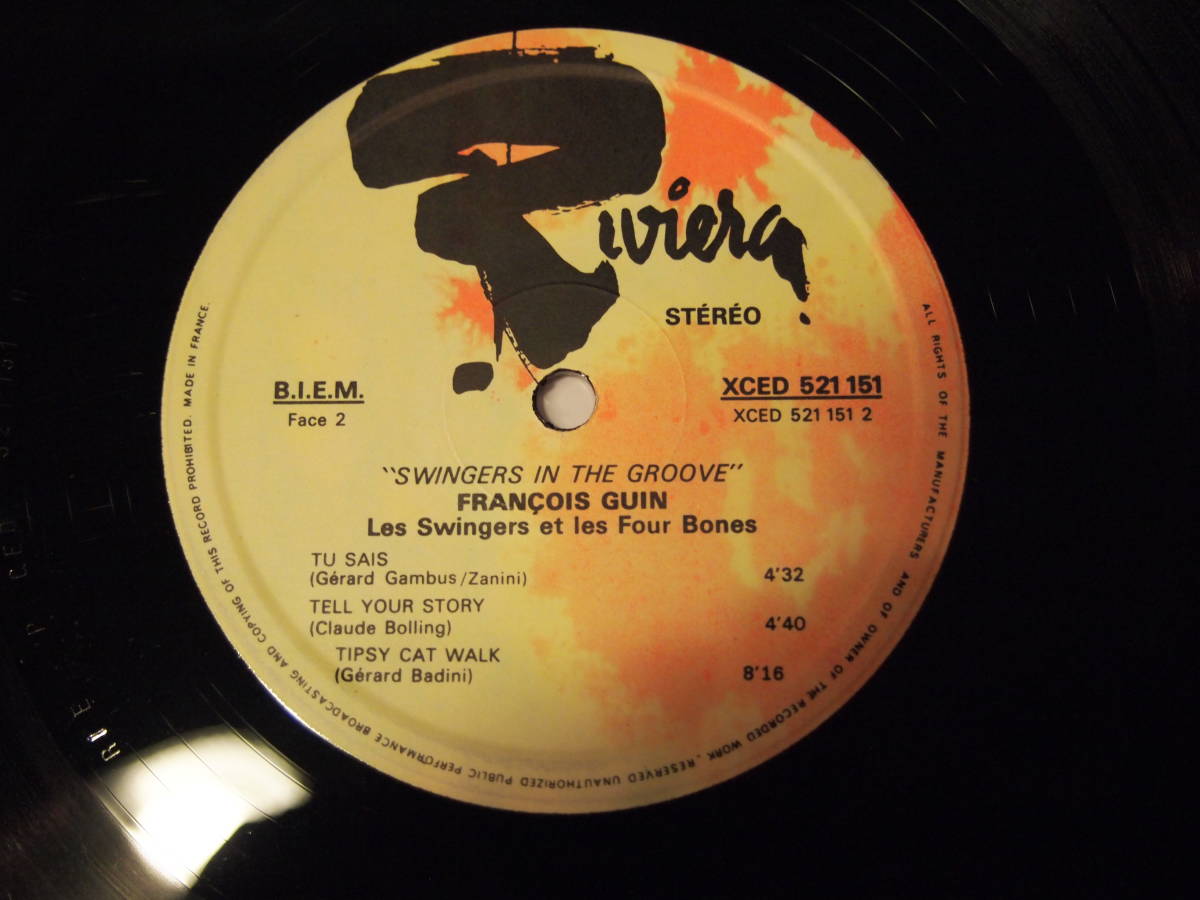 Riviera
STÉRÉO
B.I.E.M.
Face 2
XCED 521 151
XCED 521 151 2
"SWINGERS IN THE GROOVE"
FRANÇOIS GUIN
Les Swingers et les Four Bones
TU SAIS
(Gérard Gambus/Zanini) 4'32
TELL YOUR STORY
(Claude Bolling) 4'40
TIPSY CAT WALK
(Gérard Badini) 8'16
ALL RIGHTS OF THE MANUFACTURERS AND OF OWNER OF THE RECORDED WORK. RESERVED UNAUTHORIZED PUBLIC PERFORMANCE BROADCASTING AND COPYING OF THIS RECORD PROHIBITED. MADE IN FRANCE.